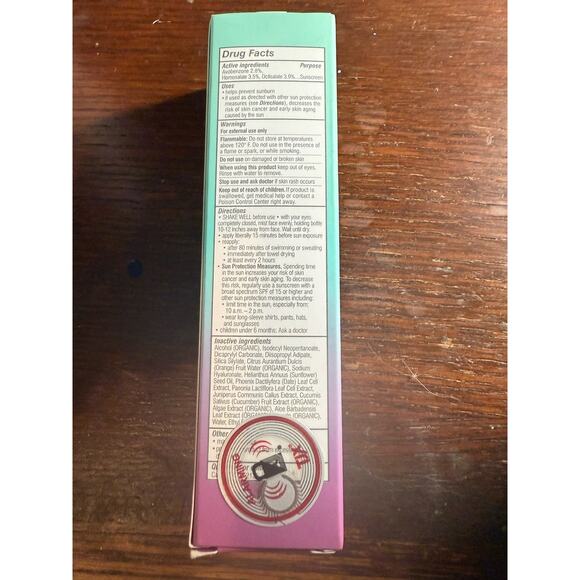 Drug Facts
Active ingredients Purpose
Avobenzone 2.8%,
Homosalate 3.5%, Octisalate 3.9%....Sunscreen
Uses
• helps prevent sunburn
• if used as directed with other sun protection
measures (see Directions), decreases the
risk of skin cancer and early skin aging
caused by the sun
Warnings
For external use only
Flammable: Do not store at temperatures
above 120° F. Do not use in the presence of
a flame or spark, or while smoking.
Do not use on damaged or broken skin
When using this product keep out of eyes.
Rinse with water to remove.
Stop use and ask doctor if skin rash occurs
Keep out of reach of children. If product is
swallowed, get medical help or contact a
Poison Control Center right away.
Directions
• SHAKE WELL before use • with your eyes
completely closed, mist face evenly, holding bottle
10-12 inches away from face. Wait until dry.
• apply liberally 15 minutes before sun exposure
• reapply:
• after 80 minutes of swimming or sweating
• immediately after towel drying
• at least every 2 hours
• Sun Protection Measures. Spending time
in the sun increases your risk of skin
cancer and early skin aging. To decrease
this risk, regularly use a sunscreen with a
broad spectrum SPF of 15 or higher and
other sun protection measures including:
• limit time in the sun, especially from:
10 a.m. – 2 p.m.
• wear long-sleeve shirts, pants, hats,
and sunglasses
• children under 6 months: Ask a doctor
Inactive ingredients
Alcohol (ORGANIC), Isodecyl Neopentanoate,
Dicaprylyl Carbonate, Diisopropyl Adipate,
Silica Silylate, Citrus Aurantium Dulcis
(Orange) Fruit Water (ORGANIC), Sodium
Hyaluronate, Helianthus Annuus (Sunflower)
Seed Oil, Phoenix Dactylifera (Date) Leaf Cell
Extract, Paeonia Lactiflora Leaf Cell Extract,
Juniperus Communis Callus Extract, Cucumis
Sativus (Cucumber) Fruit Extract (ORGANIC),
Algae Extract (ORGANIC), Aloe Barbadensis
Leaf Extract (ORGANIC), (ORGANIC),
Water,
Other